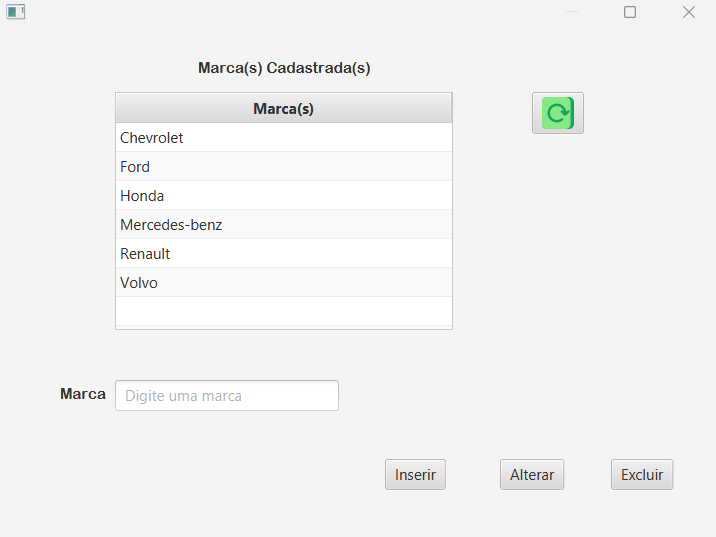 Marca(s) Cadastrada(s)
Marca(s)
Chevrolet
Ford
Honda
Mercedes-benz
Renault
Volvo
Marca Digite uma marca
Inserir Alterar Excluir